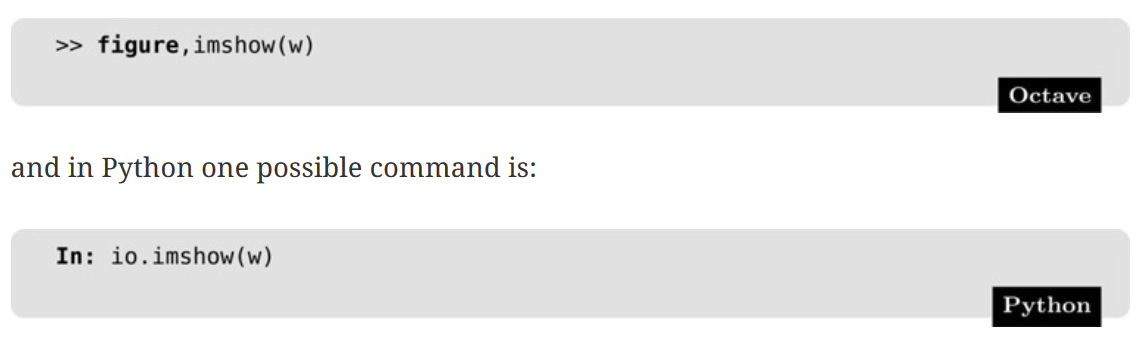 >> figure,imshow(w)
Octave
and in Python one possible command is:
In: io.imshow(w)
Python